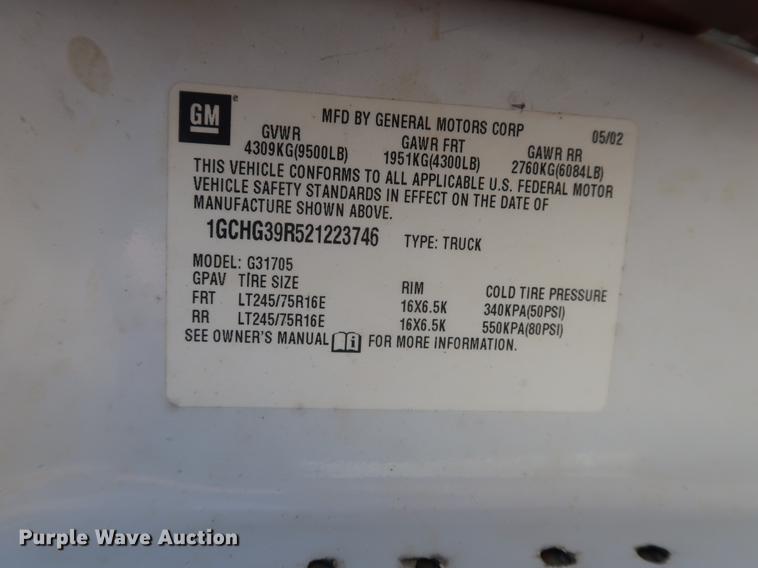 GM
MFD BY GENERAL MOTORS CORP 05/02
GVWR GAWR FRT GAWR RR
4309KG(9500LB) 1951KG(4300LB) 2760KG(6084LB)
THIS VEHICLE CONFORMS TO ALL APPLICABLE U.S. FEDERAL MOTOR
VEHICLE SAFETY STANDARDS IN EFFECT ON THE DATE OF
MANUFACTURE SHOWN ABOVE.
1GCHG39R521223746 TYPE: TRUCK
MODEL: G31705
GPAV TIRE SIZE RIM COLD TIRE PRESSURE
FRT LT245/75R16E 16X6.5K 340KPA(50PSI)
RR LT245/75R16E 16X6.5K 550KPA(80PSI)
SEE OWNER'S MANUAL i FOR MORE INFORMATION.
Purple Wave Auction